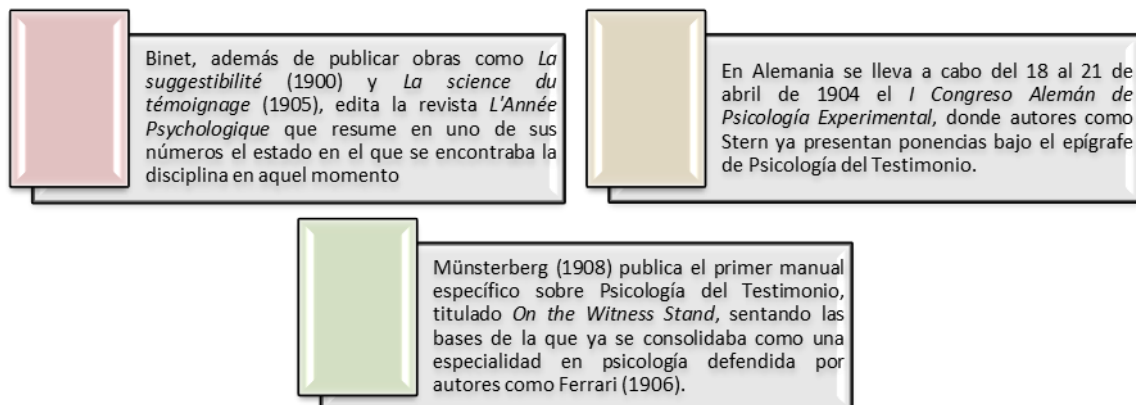 Binet, además de publicar obras como La
suggestibilité (1900) y La science du
témoignage (1905), edita la revista L'Année
Psychologique que resume en uno de sus
números el estado en el que se encontraba la
disciplina en aquel momento
En Alemania se lleva a cabo del 18 al 21 de
abril de 1904 el I Congreso Alemán de
Psicología Experimental, donde autores como
Stern ya presentan ponencias bajo el epígrafe
de Psicología del Testimonio.
Münsterberg (1908) publica el primer manual
específico sobre Psicología del Testimonio,
titulado On the Witness Stand, sentando las
bases de la que ya se consolidaba como una
especialidad en psicología defendida por
autores como Ferrari (1906).